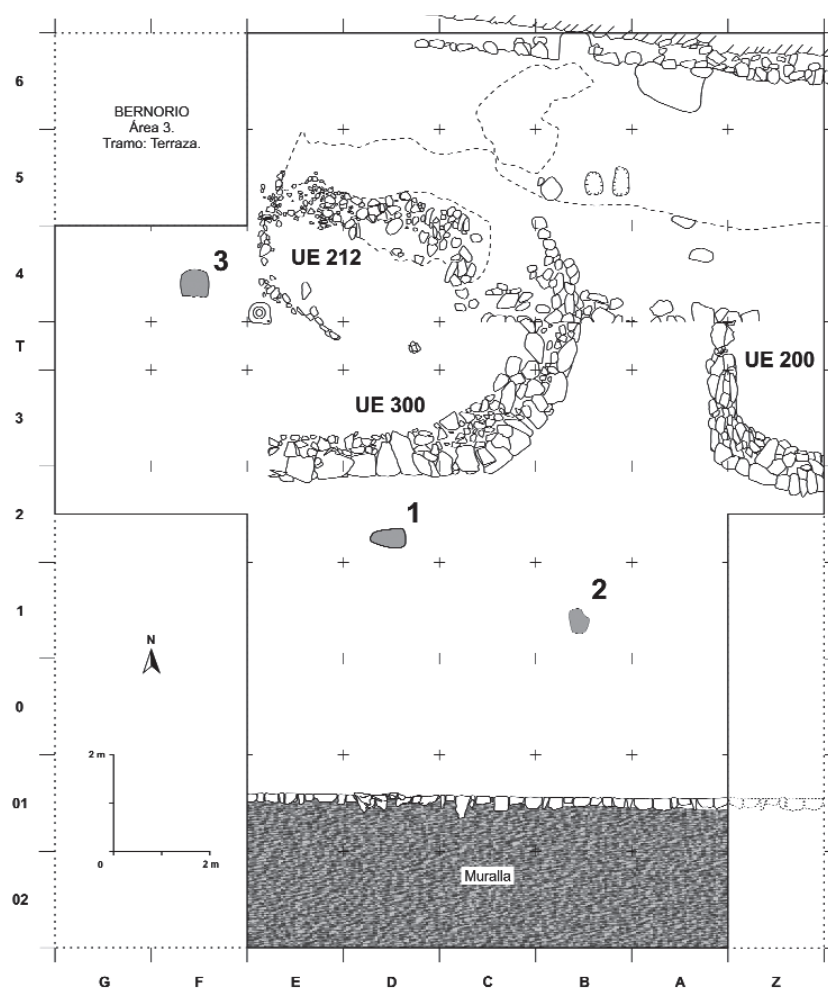 6
BERNORIO
Área 3.
Tramo: Terraza.
5
UE 212
3
4
T
UE 200
UE 300
3
1
2
2
1
N
0
2 m
01
0
2 m
Muralla
02
G
F
E
D
C
B
A
Z